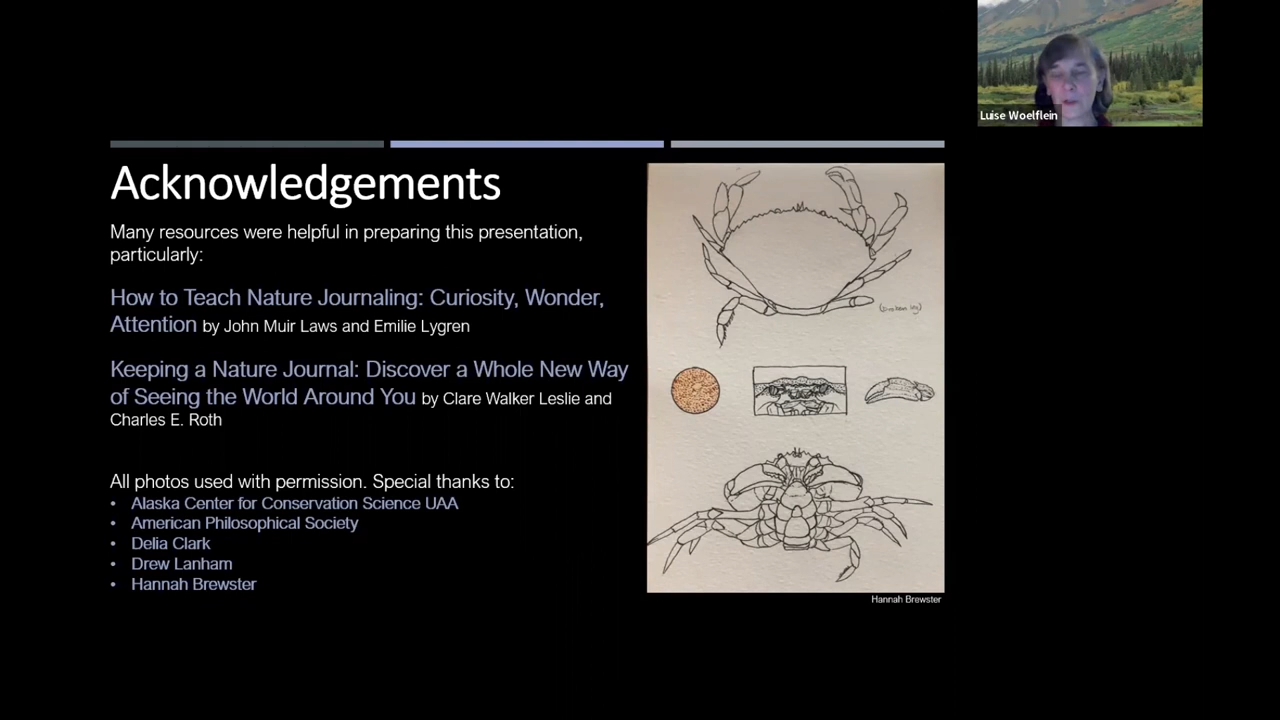 Luise Woelflein
Acknowledgements
Many resources were helpful in preparing this presentation,
particularly:
How to Teach Nature Journaling: Curiosity, Wonder,
Attention by John Muir Laws and Emilie Lygren
Keeping a Nature Journal: Discover a Whole New Way
of Seeing the World Around You by Clare Walker Leslie and
Charles E. Roth
All photos used with permission. Special thanks to:
• Alaska Center for Conservation Science UAA
• American Philosophical Society
• Delia Clark
• Drew Lanham
• Hannah Brewster
Hannah Brewster